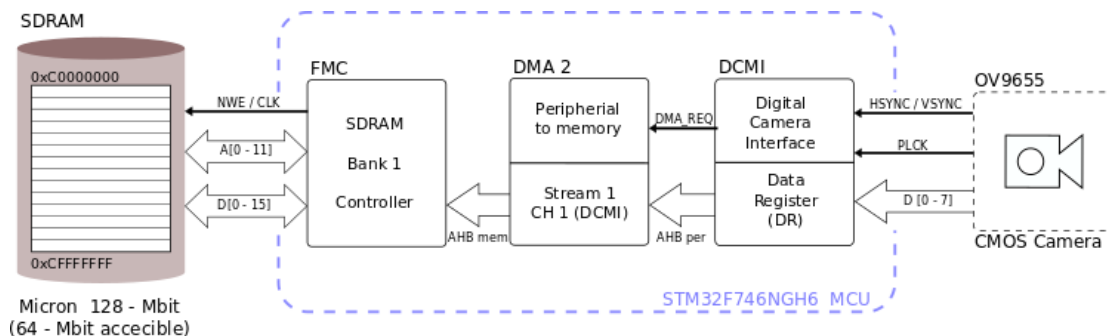 SDRAM
0xC0000000
0xCFFFFFFF
Micron 128 - Mbit
(64 - Mbit accecible)
NWE / CLK
A[0 - 11]
D[0 - 15]
FMC
SDRAM
Bank 1
Controller
AHB mem
DMA 2
Peripherial
to memory
Stream 1
CH 1 (DCMI)
DMA_REQ
AHB per
DCMI
Digital
Camera
Interface
Data
Register
(DR)
HSYNC / VSYNC
PLCK
D [0 - 7]
OV9655
CMOS Camera
STM32F746NGH6 MCU